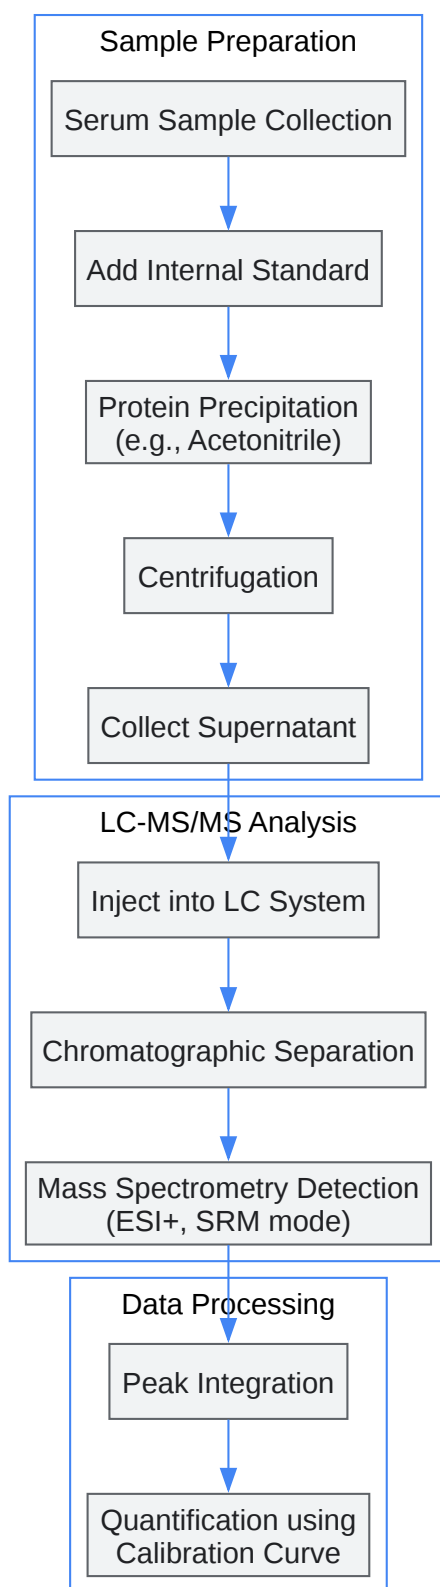 Sample Preparation
Serum Sample Collection
Add Internal Standard
Protein Precipitation
(e.g., Acetonitrile)
Centrifugation
Collect Supernatant
LC-MS/MS Analysis
Inject into LC System
Chromatographic Separation
Mass Spectrometry Detection
(ESI+, SRM mode)
Data Processing
Peak Integration
Quantification using
Calibration Curve